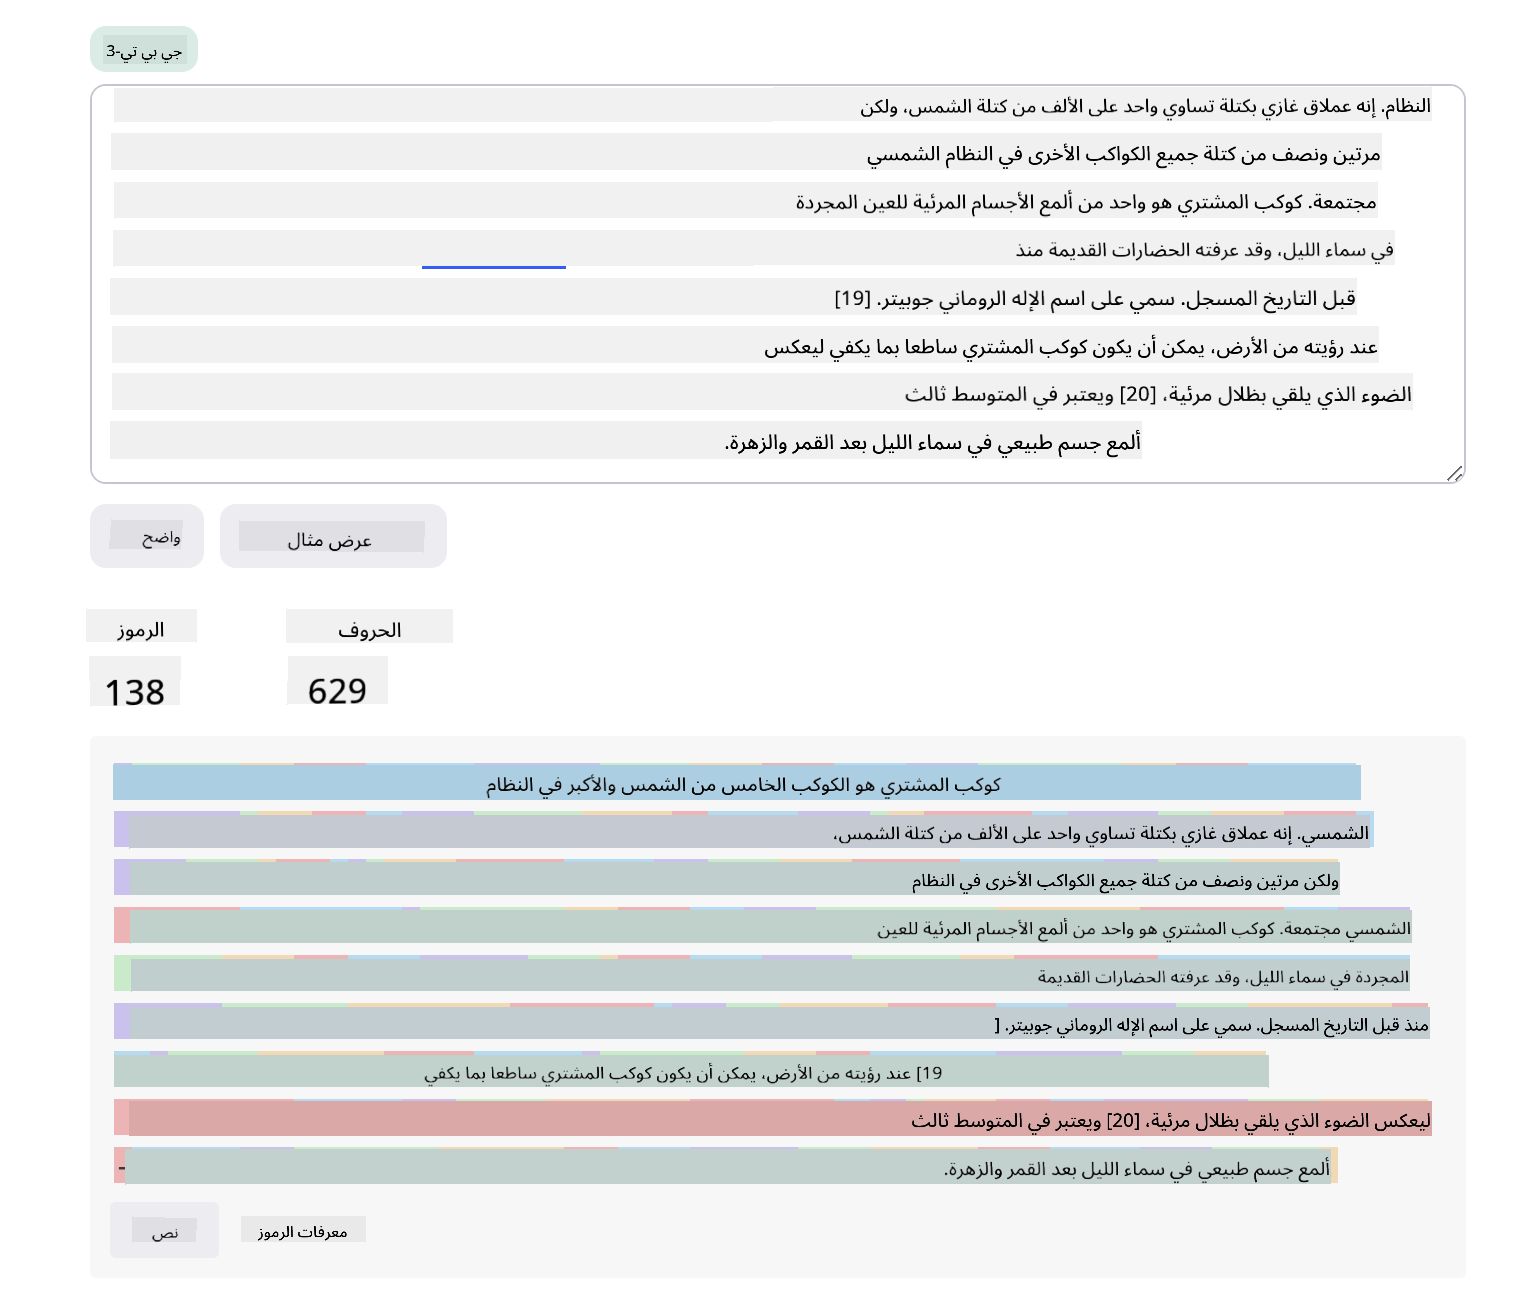 جي بي تي-3
النظام. إنه عملاق غازي بكتلة تساوي واحد على الألف من كتلة الشمس، ولكن
مرتين ونصف من كتلة جميع الكواكب الأخرى في النظام الشمسي
مجتمعة. كوكب المشتري هو واحد من ألمع الأجسام المرئية للعين المجردة
في سماء الليل، وقد عرفته الحضارات القديمة منذ
قبل التاريخ المسجل. سمي على اسم الإله الروماني جوبيتر. [19]
عند رؤيته من الأرض، يمكن أن يكون كوكب المشتري ساطعا بما يكفي ليعكس
الضوء الذي يلقي بظلال مرئية، [20] ويعتبر في المتوسط ثالث
ألمع جسم طبيعي في سماء الليل بعد القمر والزهرة.
واضح
عرض مثال
الرموز
الحروف
138
629
كوكب المشتري هو الكوكب الخامس من الشمس والأكبر في النظام
الشمسي. إنه عملاق غازي بكتلة تساوي واحد على الألف من كتلة الشمس،
ولكن مرتين ونصف من كتلة جميع الكواكب الأخرى في النظام
الشمسي مجتمعة. كوكب المشتري هو واحد من ألمع الأجسام المرئية للعين
المجردة في سماء الليل، وقد عرفته الحضارات القديمة
منذ قبل التاريخ المسجل. سمي على اسم الإله الروماني جوبيتر. [
19] عند رؤيته من الأرض، يمكن أن يكون كوكب المشتري ساطعا بما يكفي
ليعكس الضوء الذي يلقي بظلال مرئية، [20] ويعتبر في المتوسط ثالث
ألمع جسم طبيعي في سماء الليل بعد القمر والزهرة.
نص
معرفات الرموز